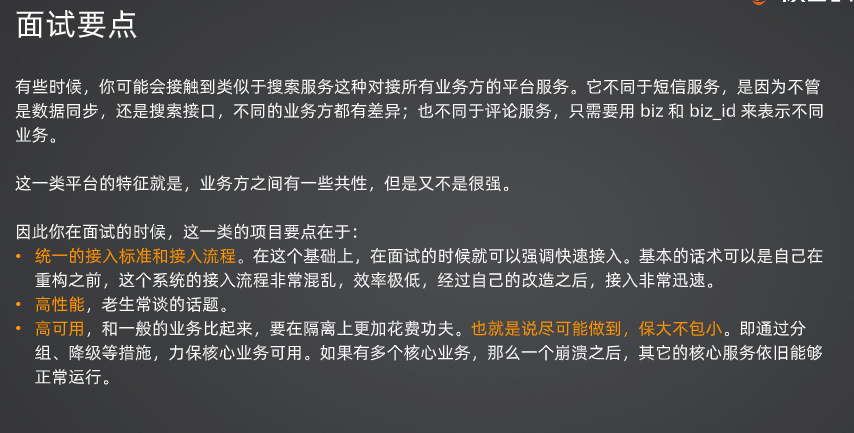 面试要点
有些时候，你可能会接触到类似于搜索服务这种对接所有业务方的平台服务。它不同于短信服务，是因为不管
是数据同步，还是搜索接口，不同的业务方都有差异；也不同于评论服务，只需要用 biz 和 biz_id 来表示不同
业务。
这一类平台的特征就是，业务方之间有一些共性，但是又不是很强。
因此你在面试的时候，这一类的项目要点在于：
• 统一的接入标准和接入流程。在这个基础上，在面试的时候就可以强调快速接入。基本的话术可以是自己在
重构之前，这个系统的接入流程非常混乱，效率极低，经过自己的改造之后，接入非常迅速。
• 高性能，老生常谈的话题。
• 高可用，和一般的业务比起来，要在隔离上更加花费功夫。也就是说尽可能做到，保大不包小。即通过分
组、降级等措施，力保核心业务可用。如果有多个核心业务，那么一个崩溃之后，其它的核心服务依旧能够
正常运行。